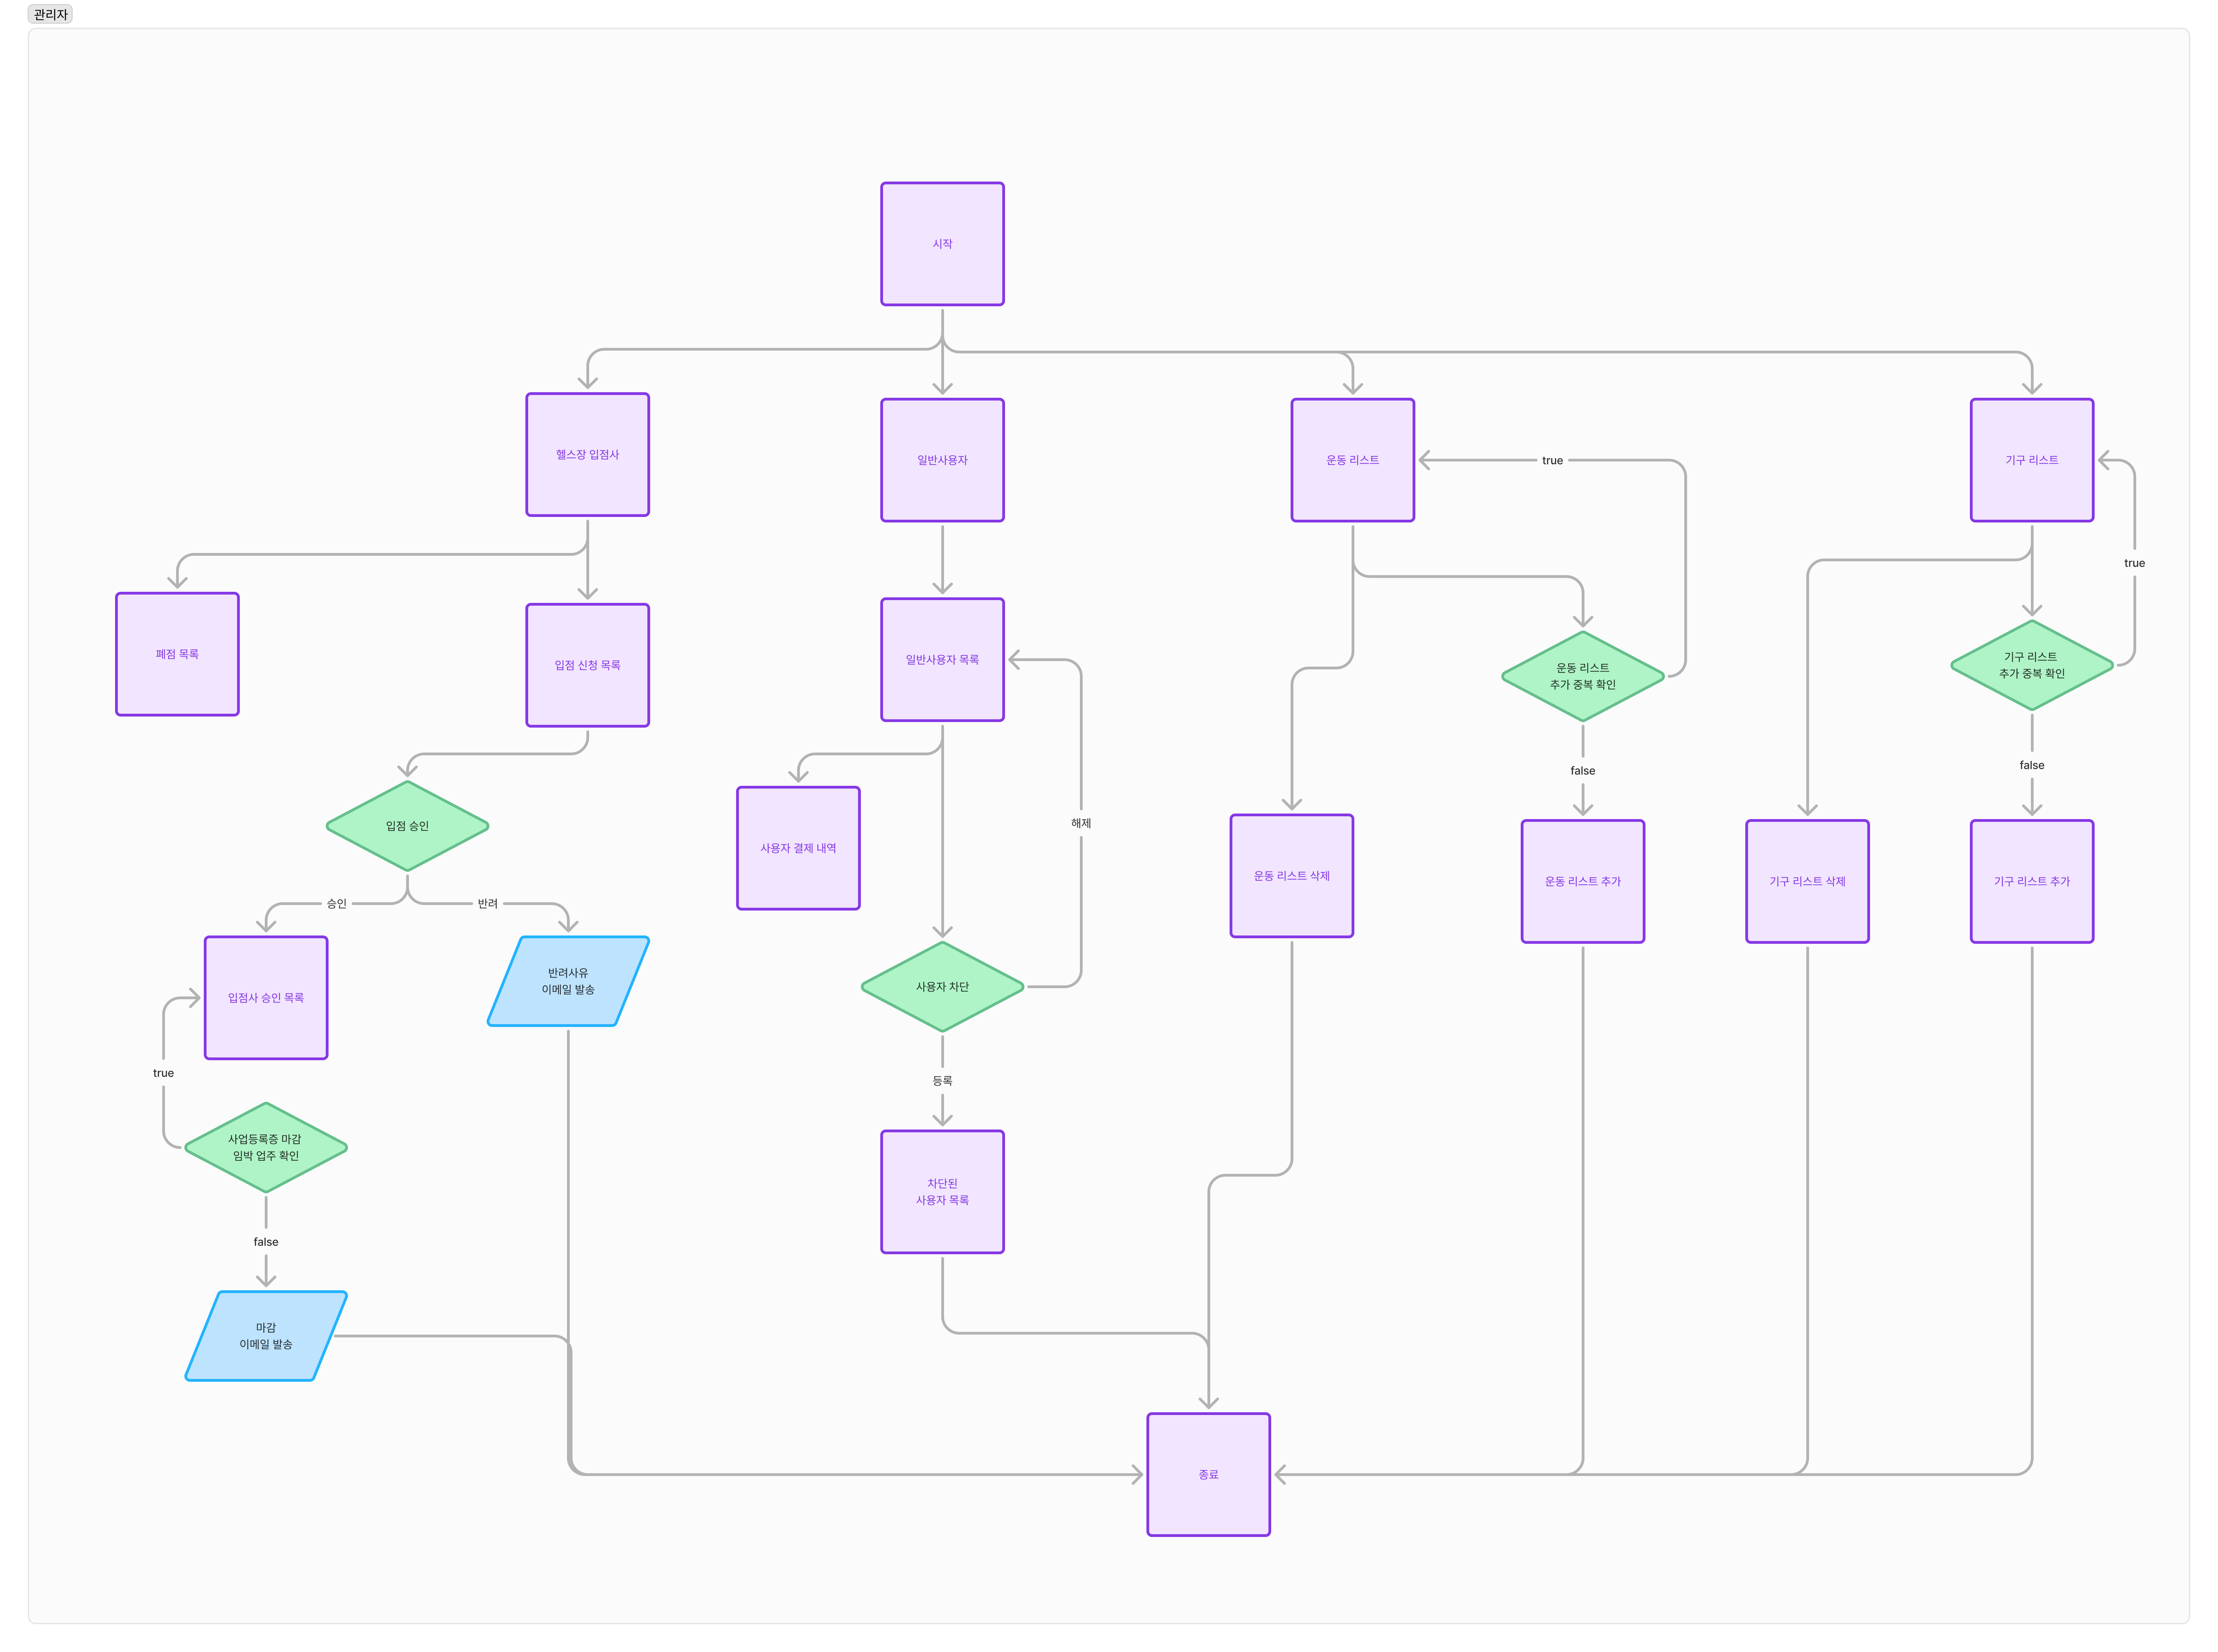 관리자
시작
헬스장 입점사
일반사용자
운동 리스트
true
기구 리스트
true
폐점 목록
입점 신청 목록
일반사용자 목록
운동 리스트
추가 중복 확인
기구 리스트
추가 중복 확인
false
false
입점 승인
사용자 결제 내역
해제
운동 리스트 삭제
운동 리스트 추가
기구 리스트 삭제
기구 리스트 추가
승인
반려
입점사 승인 목록
반려사유
이메일 발송
사용자 차단
true
등록
사업등록증 마감
임박 업주 확인
차단된
사용자 목록
false
마감
이메일 발송
종료